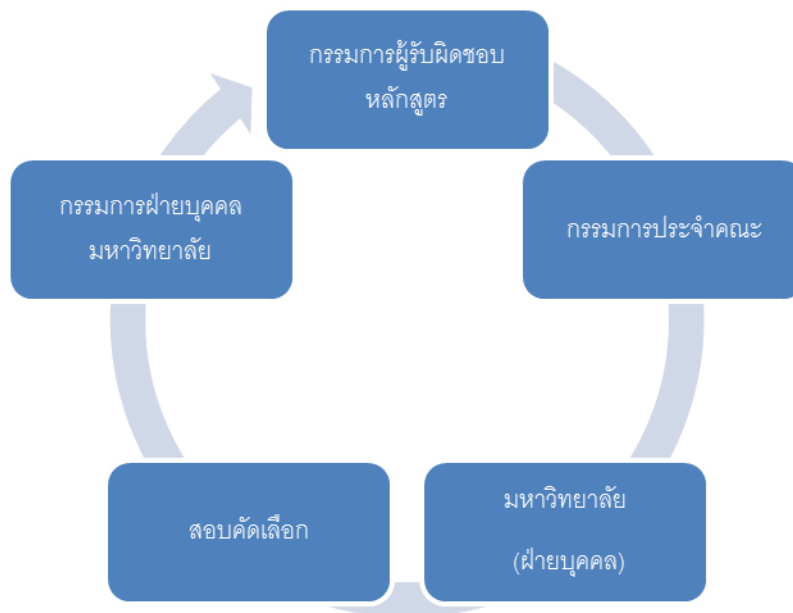 กรรมการผู้รับผิดชอบ
หลักสูตร
กรรมการประจำคณะ
มหาวิทยาลัย
(ฝ่ายบุคคล)
สอบคัดเลือก
กรรมการฝ่ายบุคคล
มหาวิทยาลัย